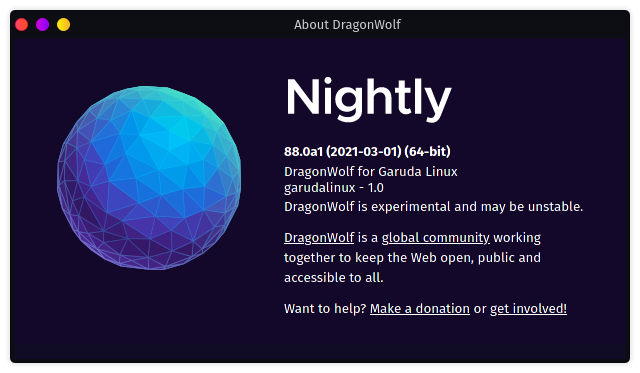 About DragonWolf
Nightly
88.0a1 (2021-03-01) (64-bit)
DragonWolf for Garuda Linux
garudalinux - 1.0
DragonWolf is experimental and may be unstable.
DragonWolf is a global community working
together to keep the Web open, public and
accessible to all.
Want to help? Make a donation or get involved!